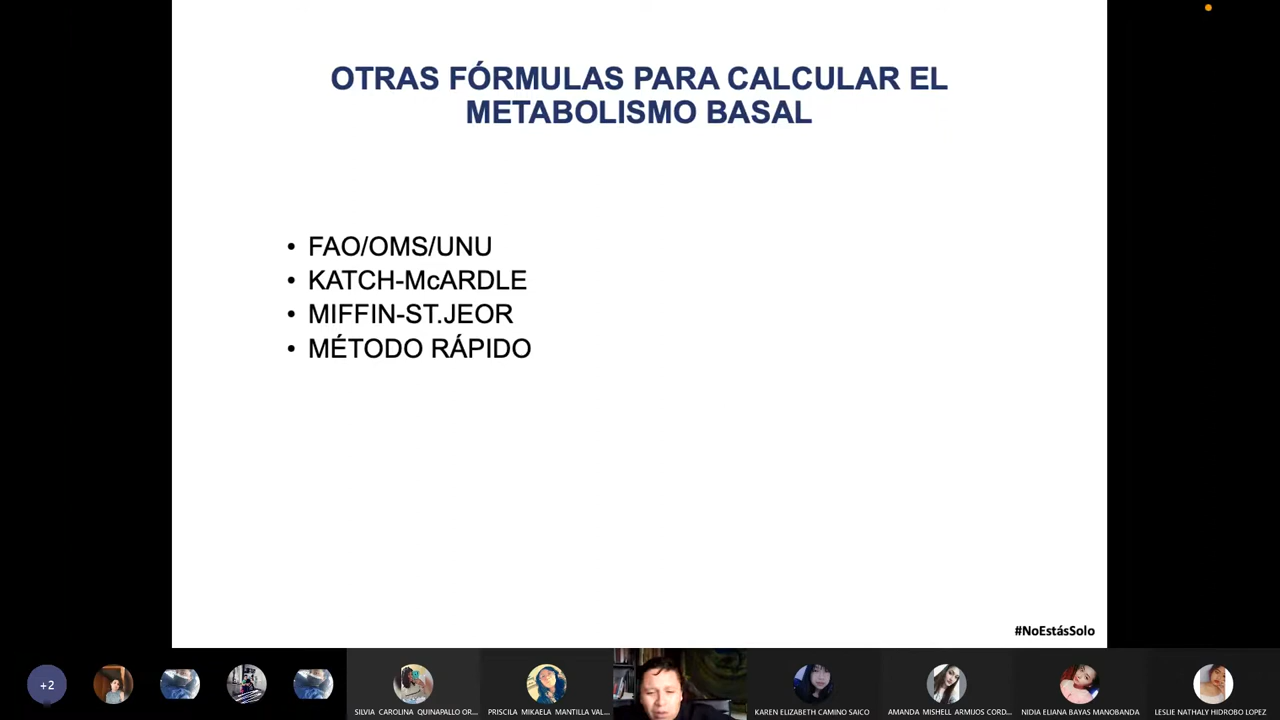 OTRAS FÓRMULAS PARA CALCULAR EL
METABOLISMO BASAL
• FAO/OMS/UNU
• KATCH-McARDLE
• MIFFIN-ST.JEOR
• MÉTODO RÁPIDO
#NoEstásSolo
+2
SILVIA CAROLINA QUINAPALLO OR...
PRISCILA MIKAELA MANTILLA VAL...
KAREN ELIZABETH CAMINO SAICO
AMANDA MISHELL ARMIJOS CORD...
NIDIA ELIANA BAYAS MANOBANDA
LESLIE NATHALY HIDROBO LOPEZ